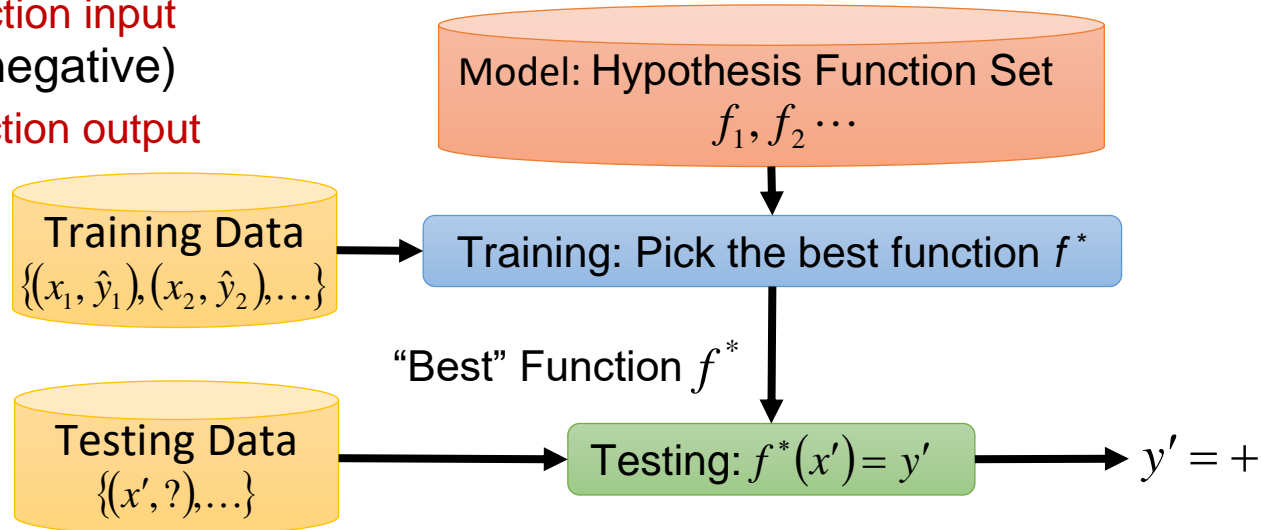 ction input
negative)
ction output
Model: Hypothesis Function Set
f₁, f₂ ⋯
Training Data
{(x₁, ŷ₁),(x₂, ŷ₂),…}
Training: Pick the best function f *
“Best” Function f *
Testing Data
{(x′, ?),…}
Testing: f *(x′) = y′
y′ = +